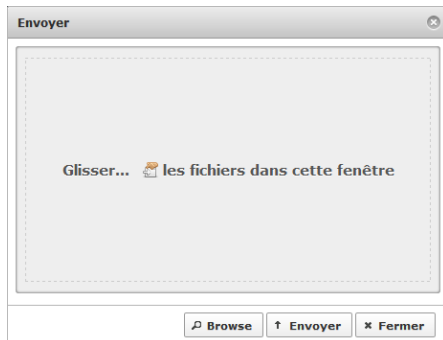 Envoyer
Glisser... les fichiers dans cette fenêtre
Browse Envoyer Fermer